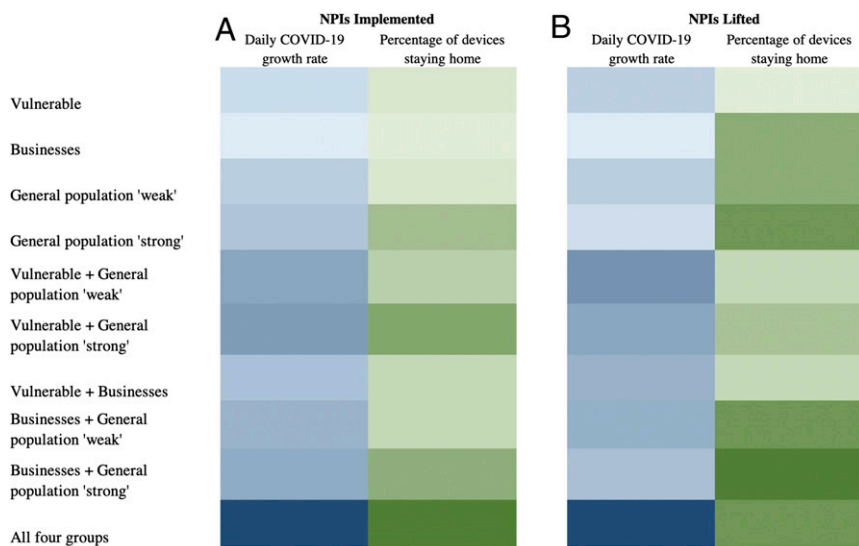 A
NPIs Implemented
Daily COVID-19
growth rate
Percentage of devices
staying home
B
NPIs Lifted
Daily COVID-19
growth rate
Percentage of devices
staying home
Vulnerable
Businesses
General population 'weak'
General population 'strong'
Vulnerable + General
population 'weak'
Vulnerable + General
population 'strong'
Vulnerable + Businesses
Businesses + General
population 'weak'
Businesses + General
population 'strong'
All four groups